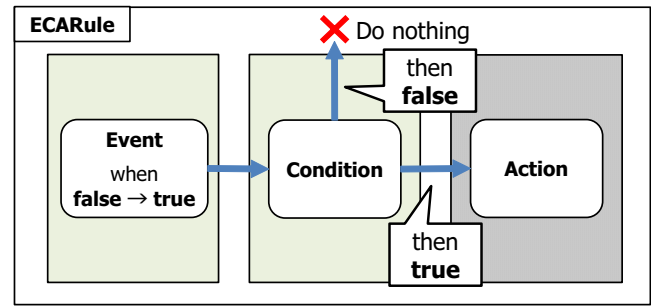 ECARule
Do nothing
then
false
Event
when
false → true
Condition
Action
then
true